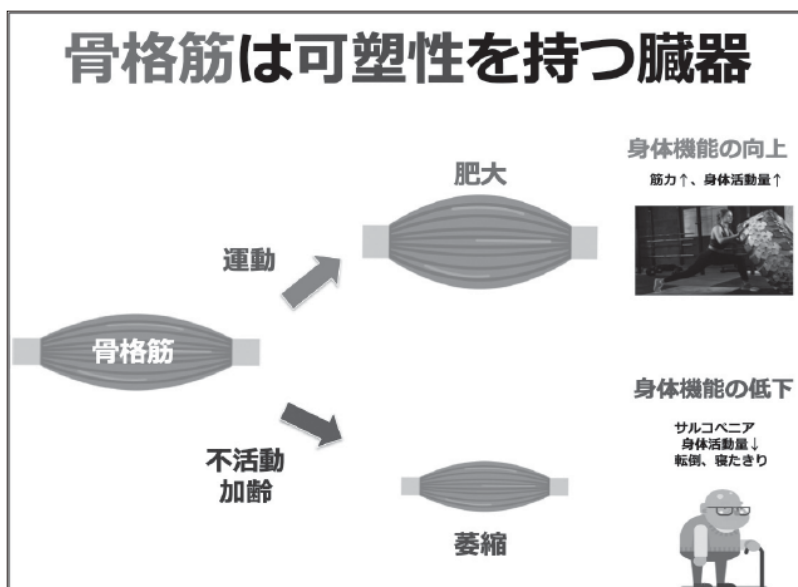 骨格筋は可塑性を持つ臓器
身体機能の向上
筋力↑、身体活動量↑
肥大
運動
骨格筋
不活動
加齢
萎縮
身体機能の低下
サルコペニア
身体活動量↓
転倒、寝たきり